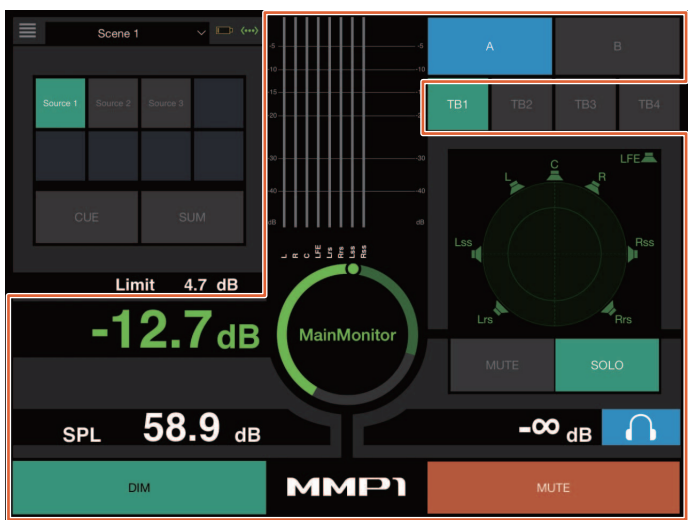 Scene 1
Source 1 Source 2 Source 3
CUE SUM
Limit 4.7 dB
-12.7 dB
SPL 58.9 dB
DIM
-5 -5
-10 -10
-15 -15
-20 -20
-30 -30
-40 -40
dB dB
L R C LFE Lrs Rrs Lss Rss
MainMonitor
MMP1
A B
TB1 TB2 TB3 TB4
LFE
C
L R
Lss Rss
Lrs Rrs
MUTE SOLO
-∞ dB
MUTE